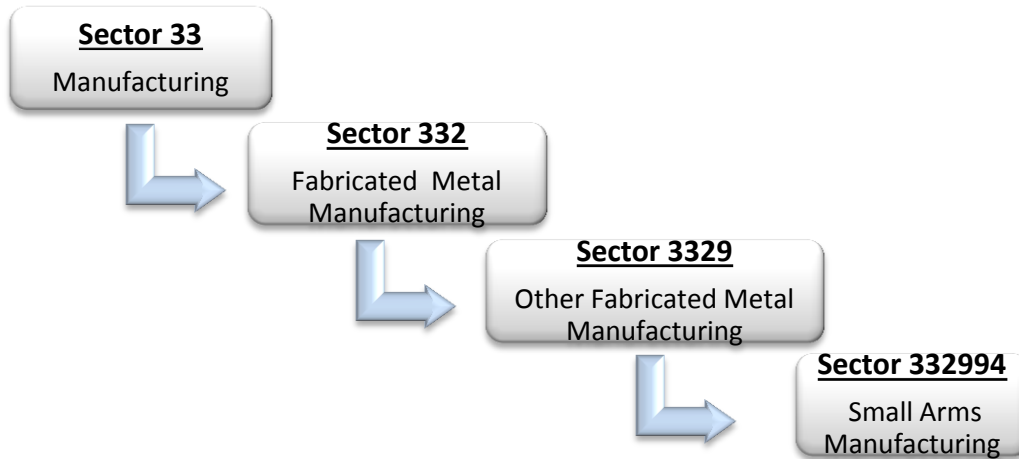 Sector 33
Manufacturing
Sector 332
Fabricated Metal
Manufacturing
Sector 3329
Other Fabricated Metal
Manufacturing
Sector 332994
Small Arms
Manufacturing